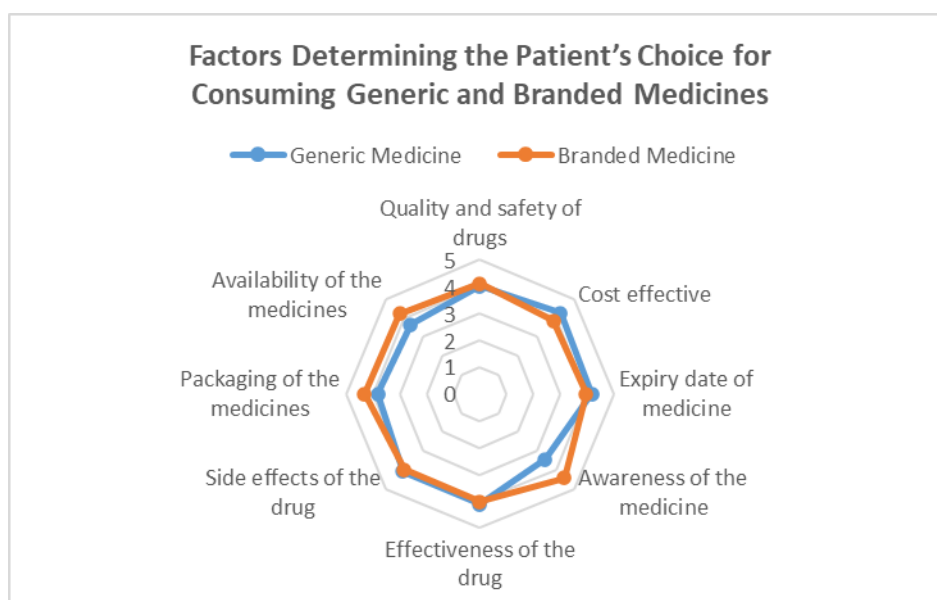 Factors Determining the Patient’s Choice for
Consuming Generic and Branded Medicines
Generic Medicine
Branded Medicine
Quality and safety of
drugs
Cost effective
Expiry date of
medicine
Awareness of the
medicine
Effectiveness of the
drug
Side effects of the
drug
Packaging of the
medicines
Availability of the
medicines
5
4
3
2
1
0